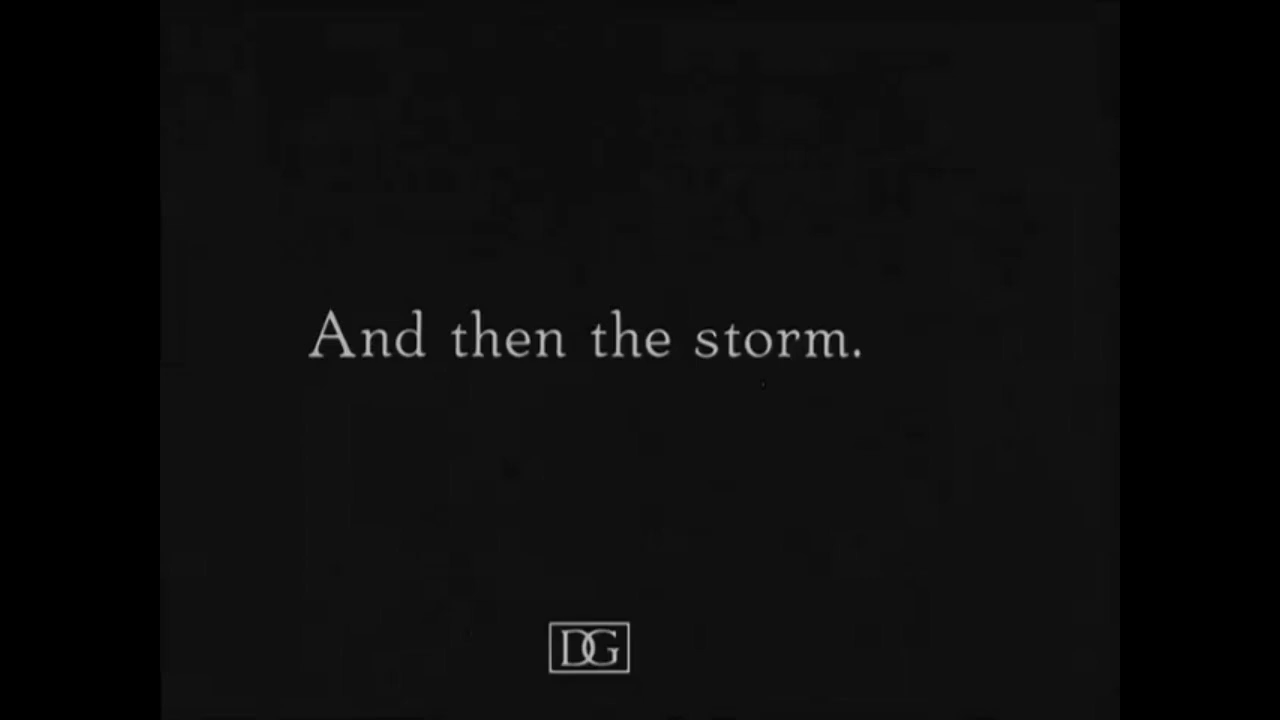 And then the storm.
DG